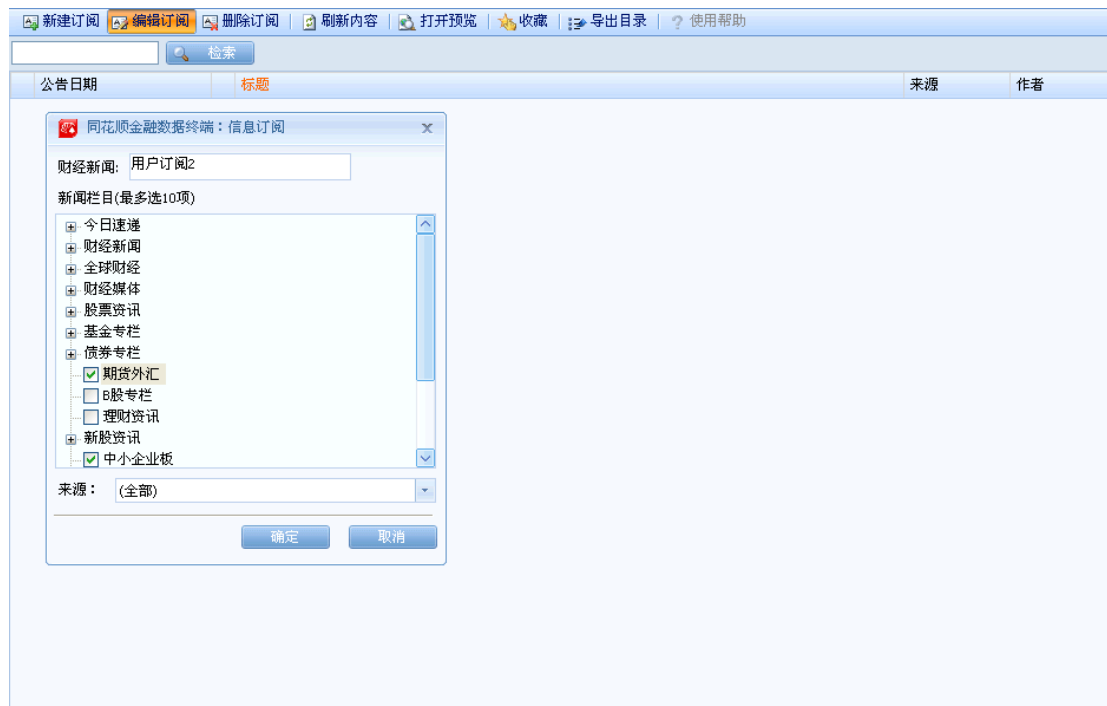 新建订阅 编辑订阅 删除订阅 刷新内容 打开预览 收藏 导出目录 ? 使用帮助
检索
公告日期 标题 来源 作者
同花顺金融数据终端：信息订阅 x
财经新闻: 用户订阅2
新闻栏目(最多选10项)
今日速递
财经新闻
全球财经
财经媒体
股票资讯
基金专栏
债券专栏
期货外汇
B股专栏
理财资讯
新股资讯
中小企业板
来源： (全部)
确定 取消